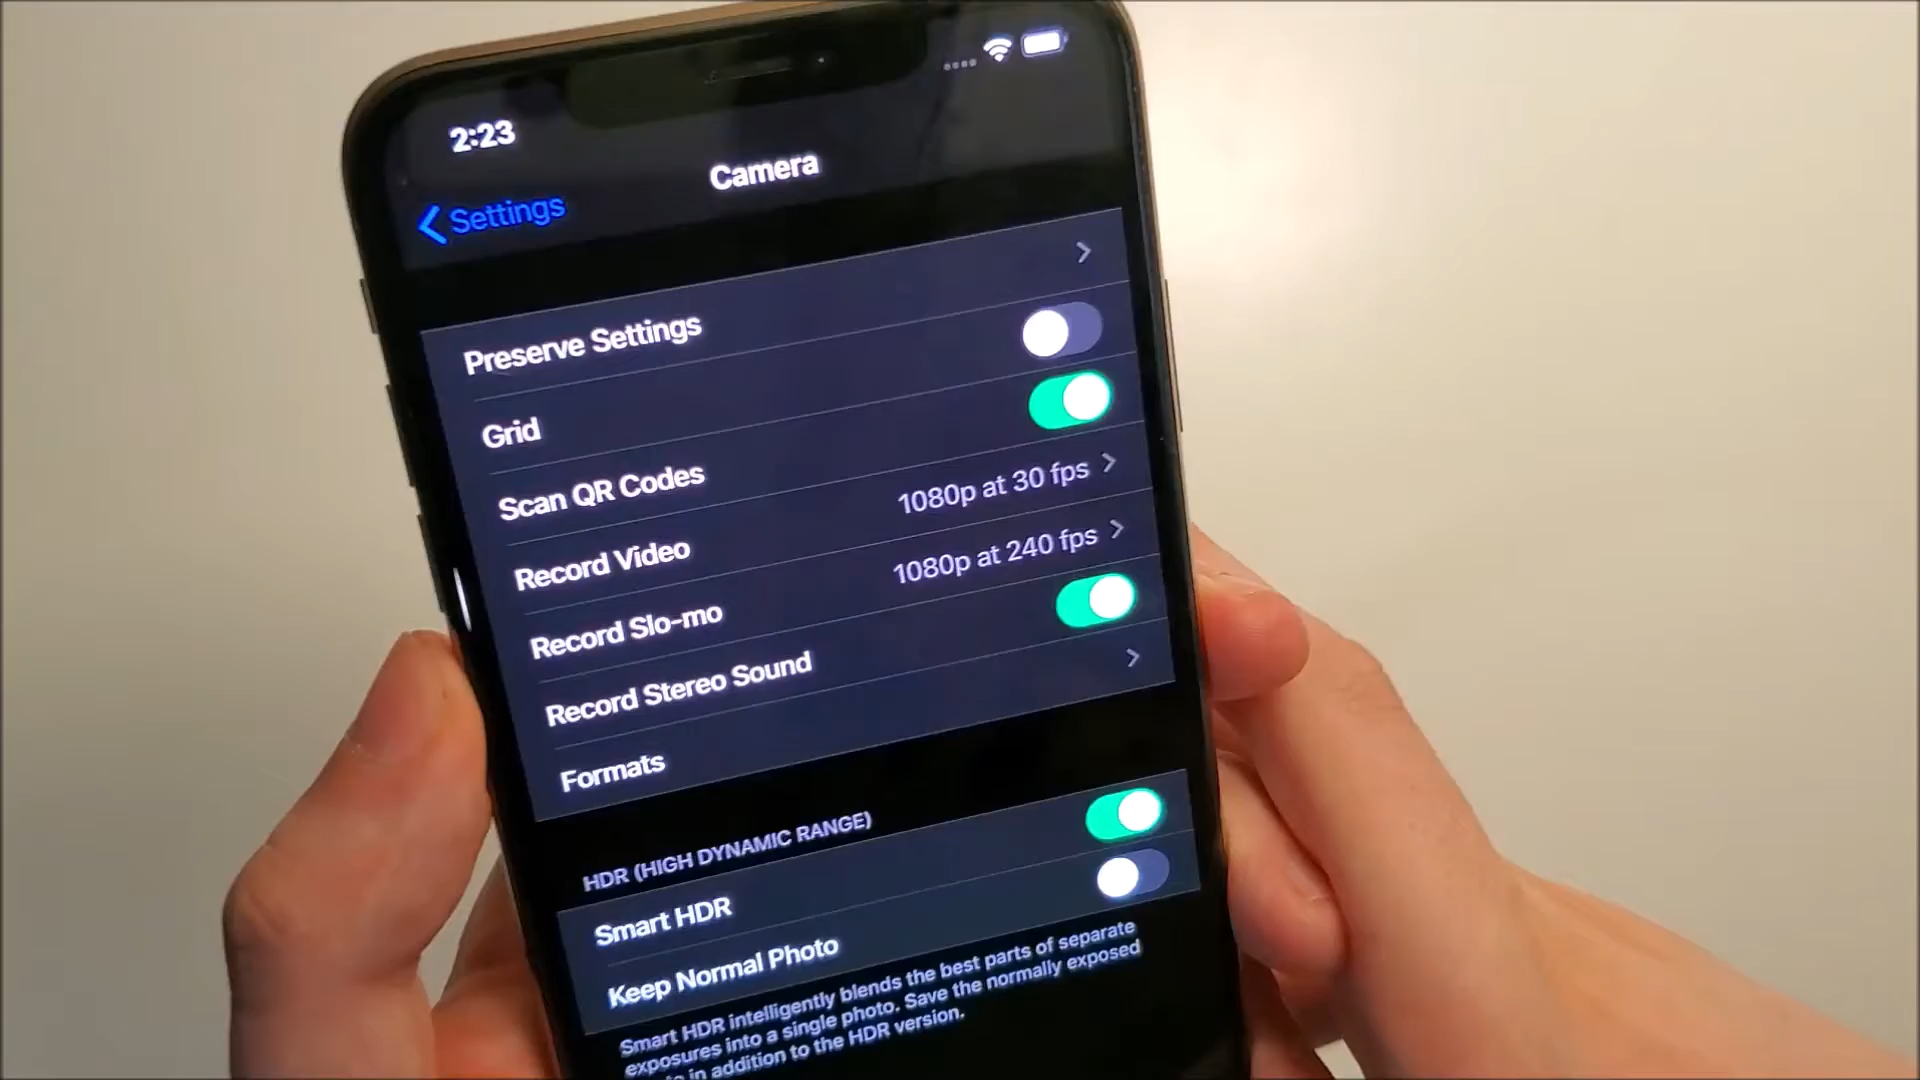 2:23
Settings
Camera
Preserve Settings
Grid
Scan QR Codes
Record Video 1080p at 30 fps
Record Slo-mo 1080p at 240 fps
Record Stereo Sound
Formats
HDR (HIGH DYNAMIC RANGE)
Smart HDR
Keep Normal Photo
Smart HDR intelligently blends the best parts of separate
exposures into a single photo. Save the normally exposed
in addition to the HDR version.